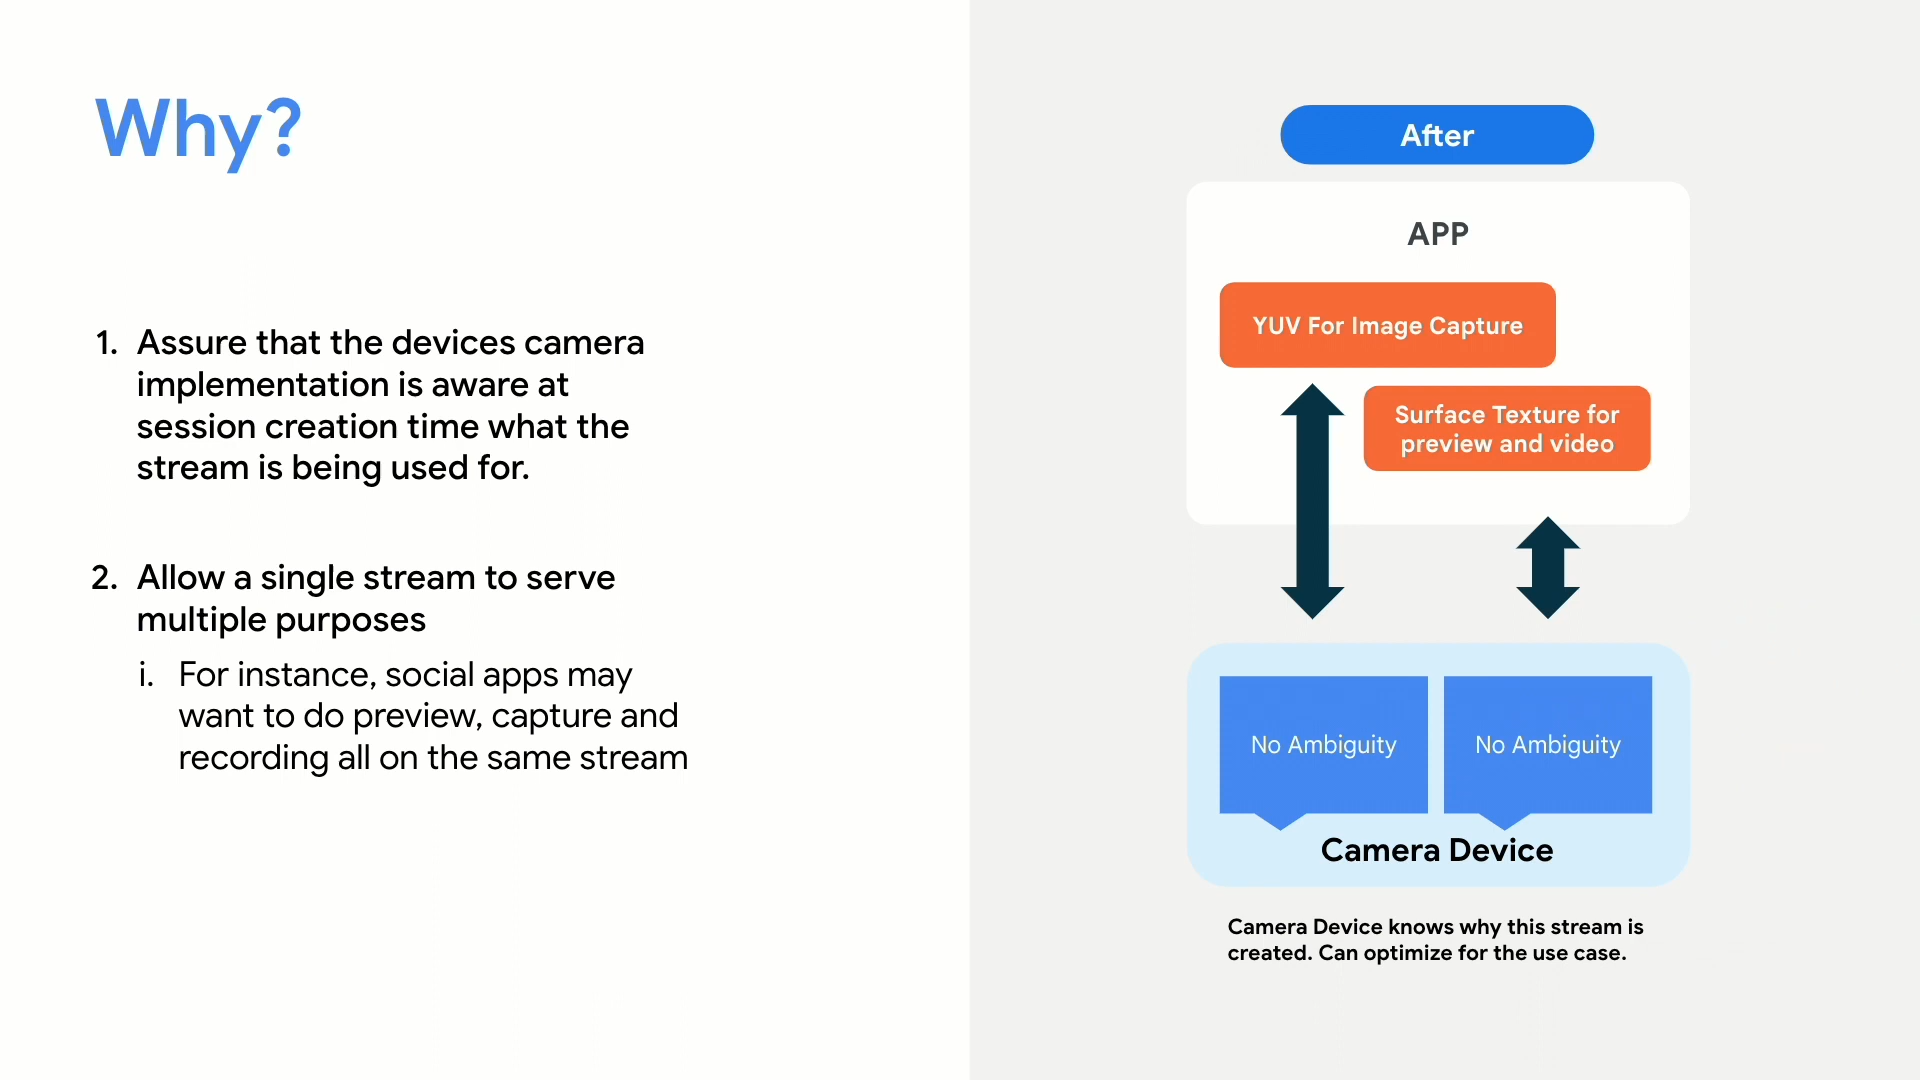 Why?
1. Assure that the devices camera
implementation is aware at
session creation time what the
stream is being used for.
2. Allow a single stream to serve
multiple purposes
i. For instance, social apps may
want to do preview, capture and
recording all on the same stream
After
APP
YUV For Image Capture
Surface Texture for
preview and video
No Ambiguity
No Ambiguity
Camera Device
Camera Device knows why this stream is
created. Can optimize for the use case.